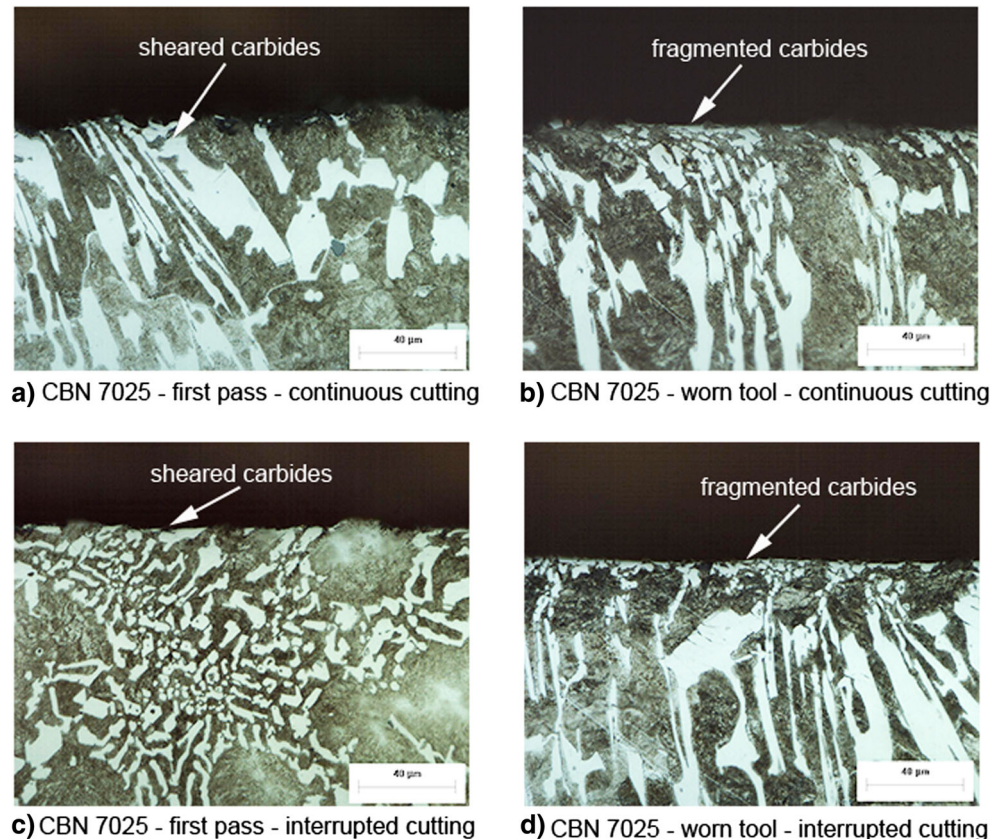 sheared carbides
40 µm
a) CBN 7025 - first pass - continuous cutting
fragmented carbides
40 µm
b) CBN 7025 - worn tool - continuous cutting
sheared carbides
40 µm
c) CBN 7025 - first pass - interrupted cutting
fragmented carbides
40 µm
d) CBN 7025 - worn tool - interrupted cutting